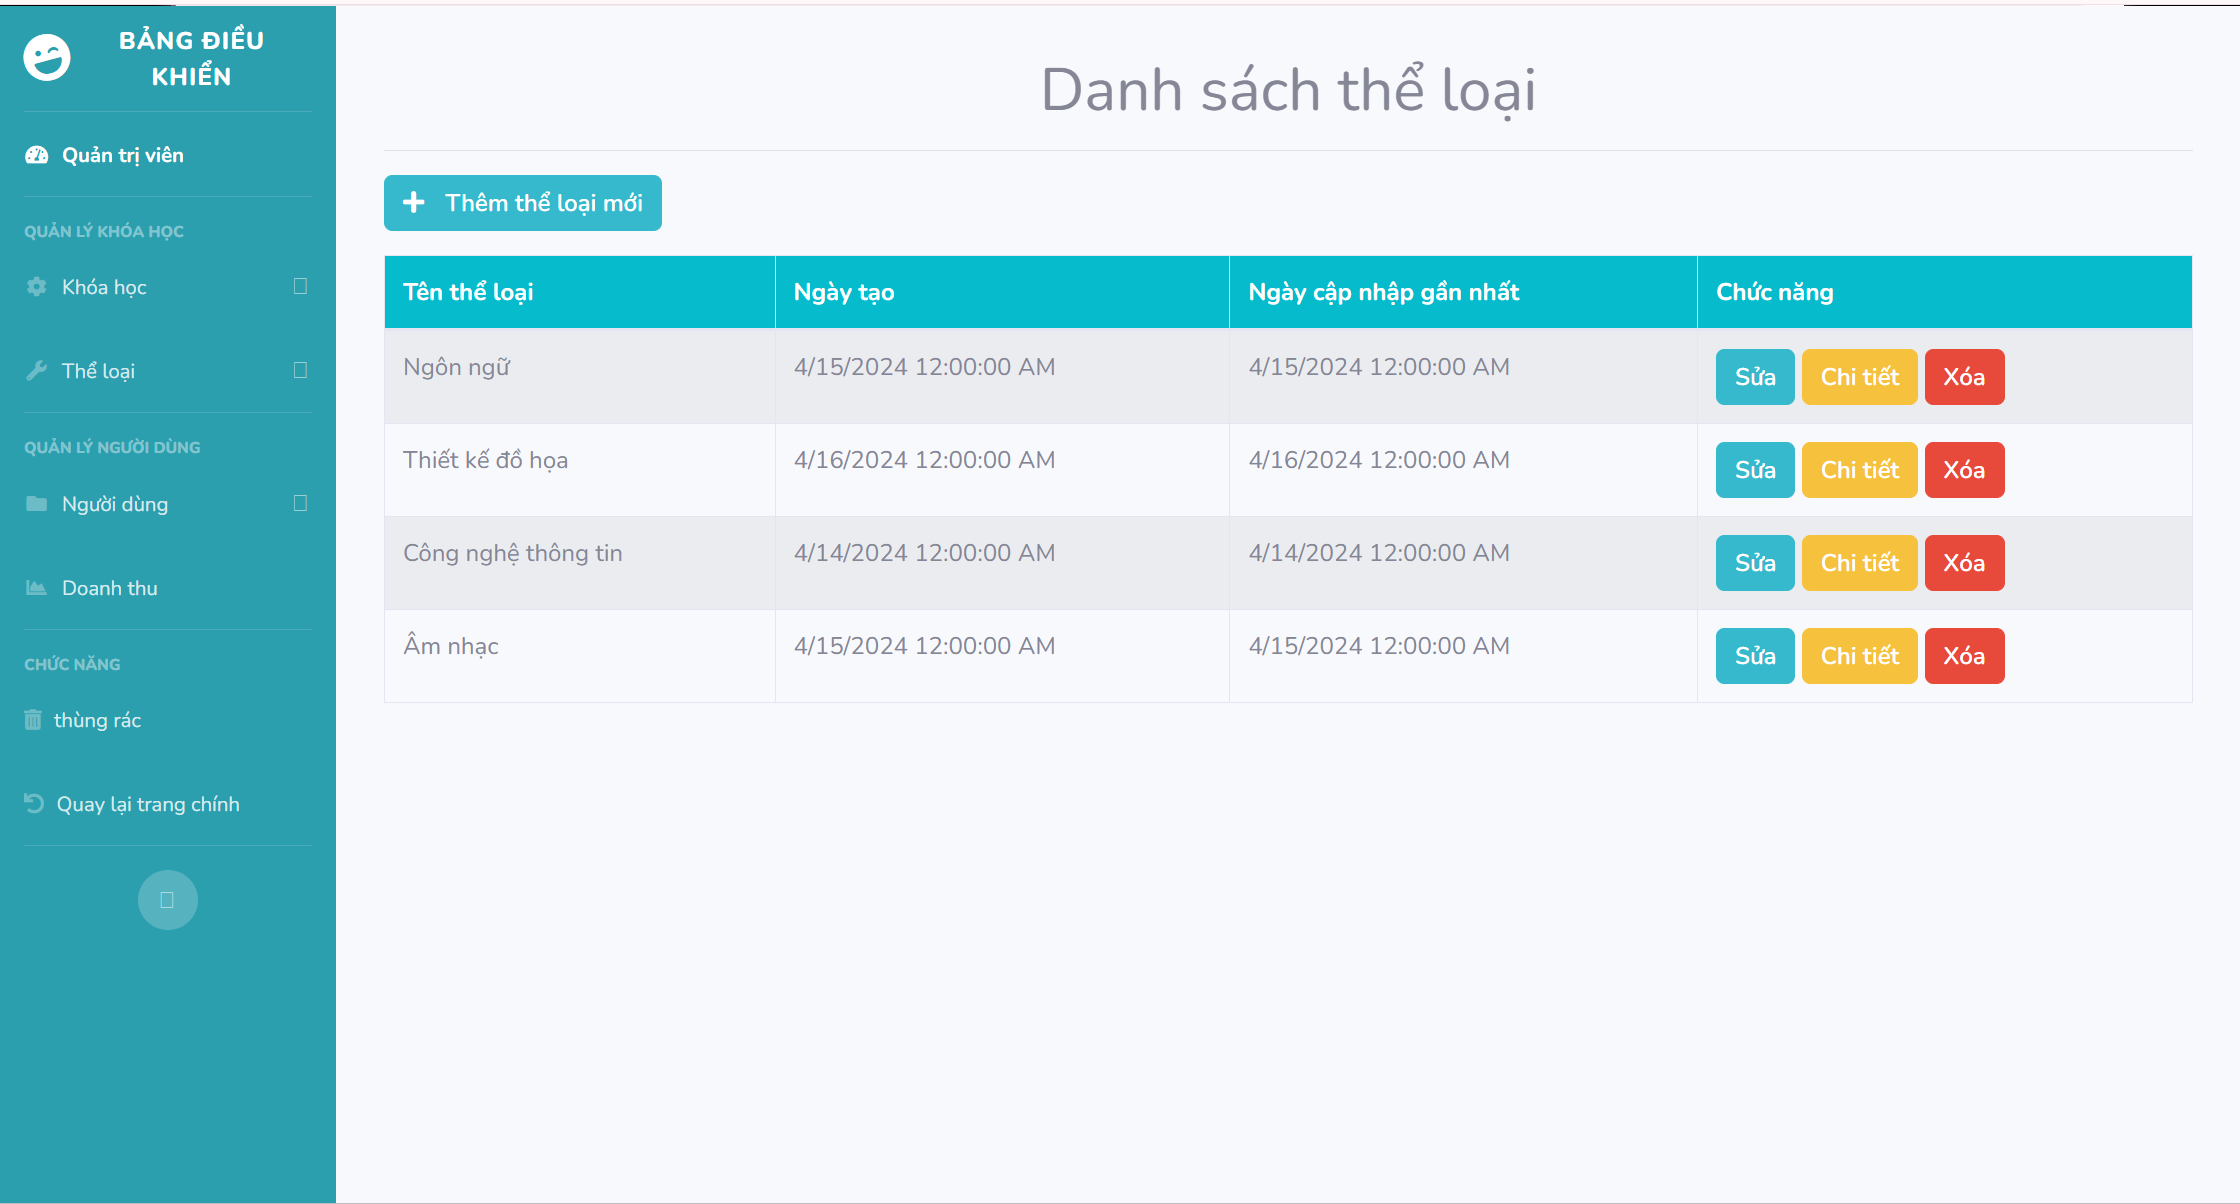 BẢNG ĐIỀU
KHIỂN
Quản trị viên
QUẢN LÝ KHÓA HỌC
Khóa học
Thể loại
QUẢN LÝ NGƯỜI DÙNG
Người dùng
Doanh thu
CHỨC NĂNG
thùng rác
Quay lại trang chính
Danh sách thể loại
Thêm thể loại mới
Tên thể loại Ngày tạo Ngày cập nhập gần nhất Chức năng
Ngôn ngữ 4/15/2024 12:00:00 AM 4/15/2024 12:00:00 AM Sửa Chi tiết Xóa
Thiết kế đồ họa 4/16/2024 12:00:00 AM 4/16/2024 12:00:00 AM Sửa Chi tiết Xóa
Công nghệ thông tin 4/14/2024 12:00:00 AM 4/14/2024 12:00:00 AM Sửa Chi tiết Xóa
Âm nhạc 4/15/2024 12:00:00 AM 4/15/2024 12:00:00 AM Sửa Chi tiết Xóa